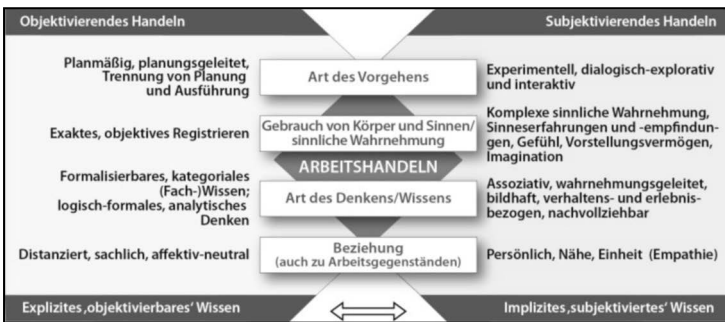 Objektivierendes Handeln
Subjektivierendes Handeln
Planmäßig, planungsgeleitet,
Trennung von Planung
und Ausführung
Art des Vorgehens
Experimentell, dialogisch-explorativ
und interaktiv
Exaktes, objektives Registrieren
Gebrauch von Körper und Sinnen/
sinnliche Wahrnehmung
Komplexe sinnliche Wahrnehmung,
Sinneserfahrungen und -empfindun-
gen, Gefühl, Vorstellungsvermögen,
Imagination
ARBEITSHANDELN
Formalisierbares, kategoriales
(Fach-)Wissen;
logisch-formales, analytisches
Denken
Art des Denkens/Wissens
Assoziativ, wahrnehmungsgeleitet,
bildhaft, verhaltens- und erlebnis-
bezogen, nachvollziehbar
Distanziert, sachlich, affektiv-neutral
Beziehung
(auch zu Arbeitsgegenständen)
Persönlich, Nähe, Einheit (Empathie)
Explizites ‚objektivierbares‘ Wissen
Implizites ‚subjektiviertes‘ Wissen